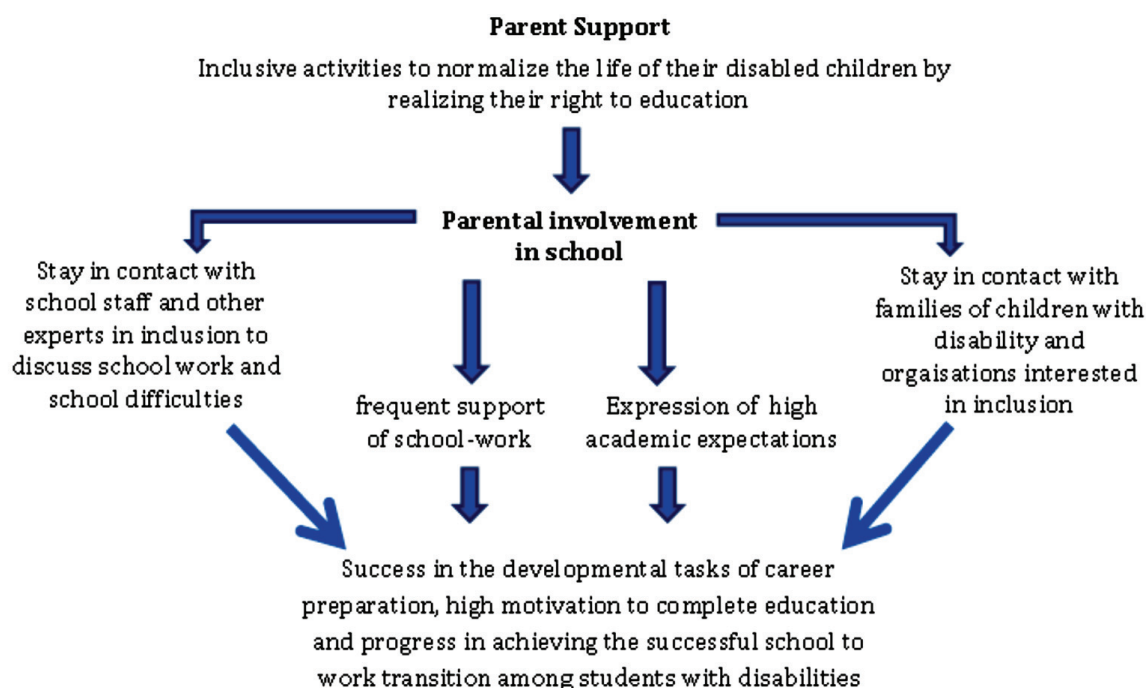 Parent Support
Inclusive activities to normalize the life of their disabled children by
realizing their right to education
Parental involvement
in school
Stay in contact with
school staff and other
experts in inclusion to
discuss school work and
school difficulties
frequent support
of school-work
Expression of high
academic expectations
Stay in contact with
families of children with
disability and
orgaisations interested
in inclusion
Success in the developmental tasks of career
preparation, high motivation to complete education
and progress in achieving the successful school to
work transition among students with disabilities